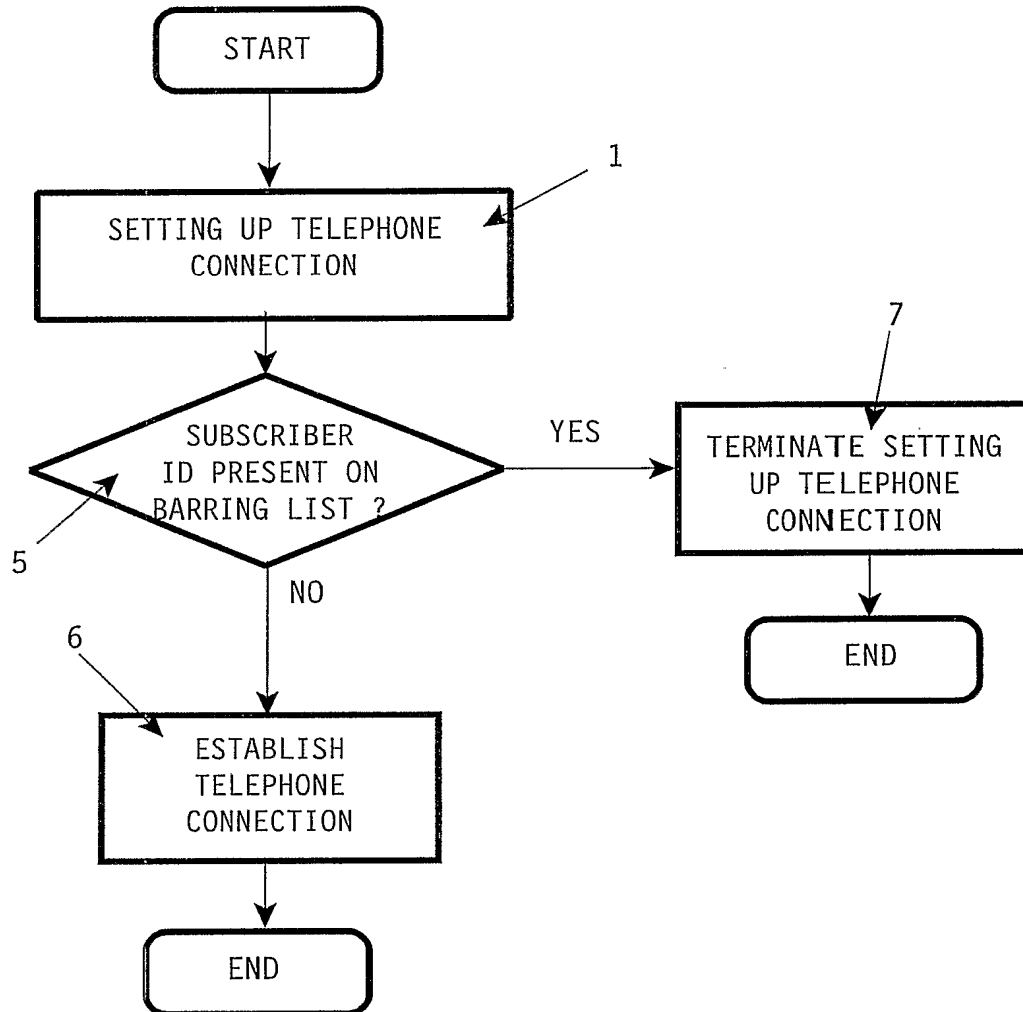 START
1
SETTING UP TELEPHONE
CONNECTION
7
SUBSCRIBER
ID PRESENT ON
BARRING LIST ?
YES
TERMINATE SETTING
UP TELEPHONE
CONNECTION
5
NO
END
6
ESTABLISH
TELEPHONE
CONNECTION
END